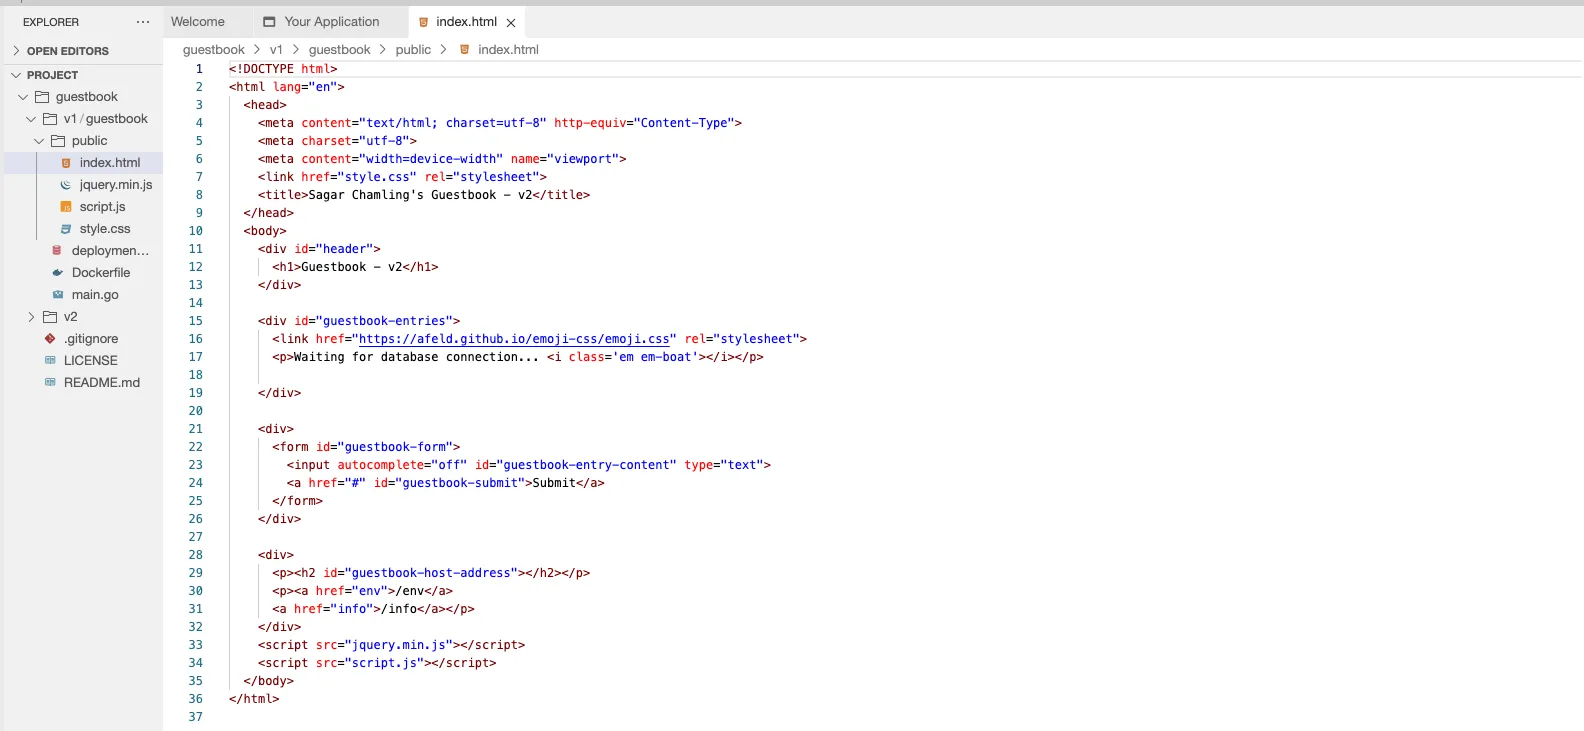 EXPLORER ···
OPEN EDITORS
PROJECT
guestbook
v1 / guestbook
public
index.html
jquery.min.js
script.js
style.css
deploymen...
Dockerfile
main.go
v2
.gitignore
LICENSE
README.md
Welcome Your Application index.html
guestbook > v1 > guestbook > public > index.html
1 <!DOCTYPE html>
2 <html lang="en">
3 <head>
4 <meta content="text/html; charset=utf-8" http-equiv="Content-Type">
5 <meta charset="utf-8">
6 <meta content="width=device-width" name="viewport">
7 <link href="style.css" rel="stylesheet">
8 <title>Sagar Chamling's Guestbook - v2</title>
9 </head>
10 <body>
11 <div id="header">
12 <h1>Guestbook - v2</h1>
13 </div>
14
15 <div id="guestbook-entries">
16 <link href="https://afeld.github.io/emoji-css/emoji.css" rel="stylesheet">
17 <p>Waiting for database connection... <i class='em em-boat'></i></p>
18
19 </div>
20
21 <div>
22 <form id="guestbook-form">
23 <input autocomplete="off" id="guestbook-entry-content" type="text">
24 <a href="#" id="guestbook-submit">Submit</a>
25 </form>
26 </div>
27
28 <div>
29 <p><h2 id="guestbook-host-address"></h2></p>
30 <p><a href="env">/env</a>
31 <a href="info">/info</a></p>
32 </div>
33 <script src="jquery.min.js"></script>
34 <script src="script.js"></script>
35 </body>
36 </html>
37